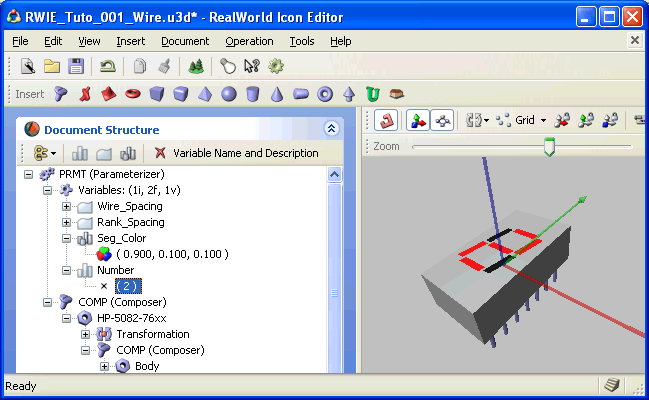 RWIE_Tuto_001_Wire.u3d* - RealWorld Icon Editor
File Edit View Insert Document Operation Tools Help
Insert
Document Structure
Grid
Zoom
Variable Name and Description
PRMT (Parameterizer)
Variables: (1i, 2f, 1v)
Wire_Spacing
Rank_Spacing
Seg_Color
( 0.900, 0.100, 0.100 )
Number
( 2 )
COMP (Composer)
HP-5082-76xx
Transformation
COMP (Composer)
Body
Ready